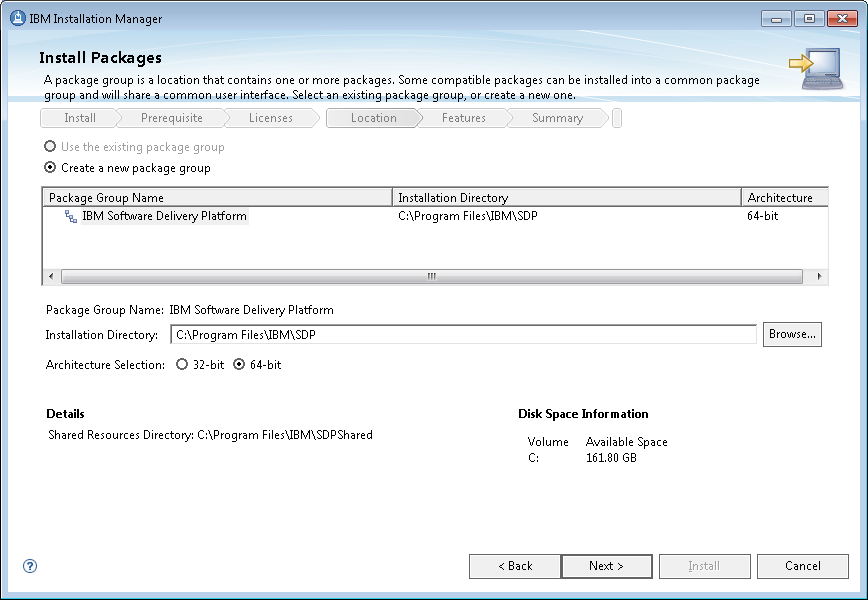 IBM Installation Manager
Install Packages
A package group is a location that contains one or more packages. Some compatible packages can be installed into a common package
group and will share a common user interface. Select an existing package group, or create a new one.
Install Prerequisite Licenses Location Features Summary
Use the existing package group
Create a new package group
Package Group Name Installation Directory Architecture
IBM Software Delivery Platform C:\Program Files\IBM\SDP 64-bit
Package Group Name: IBM Software Delivery Platform
Installation Directory: C:\Program Files\IBM\SDP Browse...
Architecture Selection: 32-bit 64-bit
Details Disk Space Information
Shared Resources Directory: C:\Program Files\IBM\SDPShared
Volume Available Space
C: 161.80 GB
? < Back Next > Install Cancel